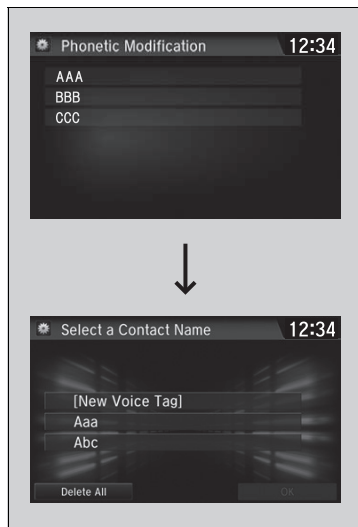 Phonetic Modification 12:34
AAA
BBB
CCC
Select a Contact Name 12:34
[New Voice Tag]
Aaa
Abc
Delete All OK